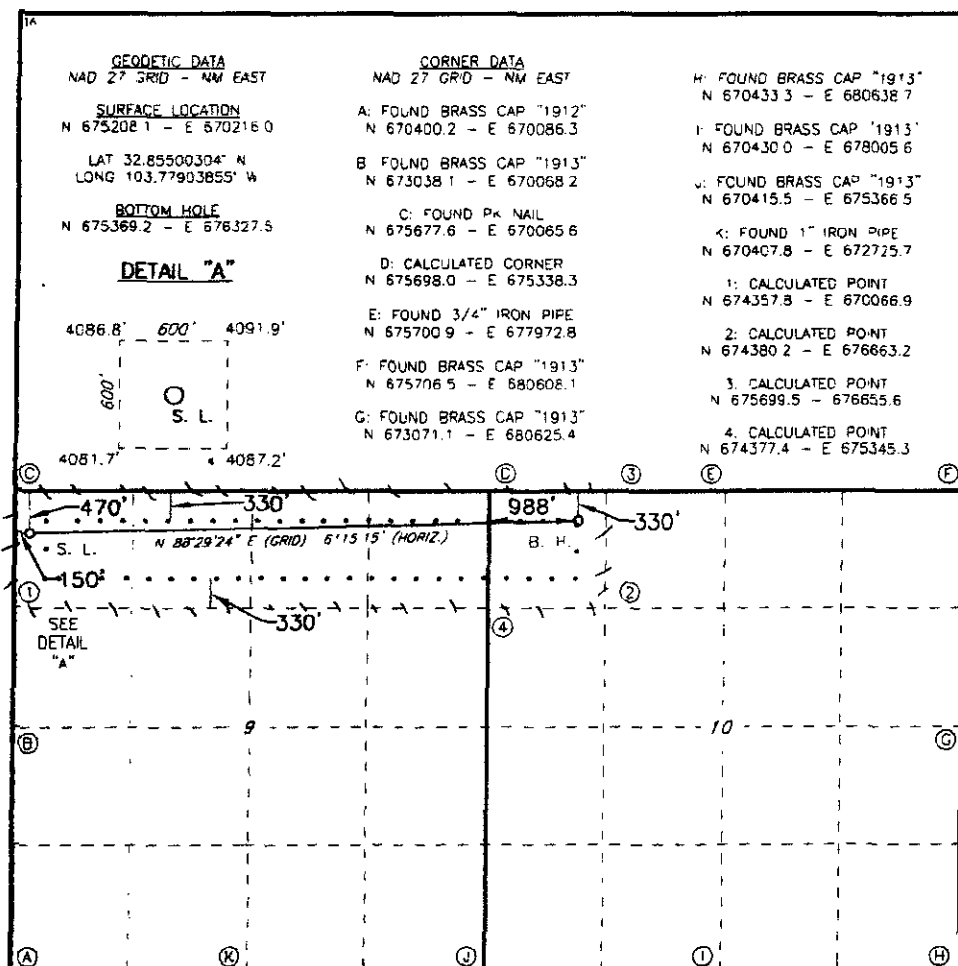 16
GEODETIC DATA
NAD 27 GRID - NM EAST
SURFACE LOCATION
N 675208.1 - E 670216.0
LAT 32.85500304° N
LONG 103.77903855° W
BOTTOM HOLE
N 675369.2 - E 676327.5
DETAIL "A"
4086.8' 600' 4091.9'
600'
S. L.
4081.7' 4087.2'
CORNER DATA
NAD 27 GRID - NM EAST
A: FOUND BRASS CAP "1912"
N 670400.2 - E 670086.3
B FOUND BRASS CAP "1913"
N 673038.1 - E 670068.2
C: FOUND PK NAIL
N 675677.6 - E 670065.6
D: CALCULATED CORNER
N 675698.0 - E 675338.3
E: FOUND 3/4" IRON PIPE
N 675700.9 - E 677972.8
F: FOUND BRASS CAP "1913"
N 675706.5 - E 680608.1
G: FOUND BRASS CAP "1913"
N 673071.1 - E 680625.4
H: FOUND BRASS CAP "1913"
N 670433.3 - E 680638.7
I: FOUND BRASS CAP "1913"
N 670430.0 - E 678005.6
J: FOUND BRASS CAP "1913"
N 670415.5 - E 675366.5
K: FOUND 1" IRON PIPE
N 670407.8 - E 672725.7
1: CALCULATED POINT
N 674357.8 - E 670066.9
2: CALCULATED POINT
N 674380.2 - E 676663.2
3. CALCULATED POINT
N 675699.5 - 676655.6
4. CALCULATED POINT
N 674377.4 - E 675345.3
C D 3 E F
470' 330' 988' 330'
N 88°29'24" E (GRID) 6115.15' (HORIZ.)
S. L. B. H.
150'
1 2
330'
4
SEE
DETAIL
"A"
B 9 10 G
A K J I H